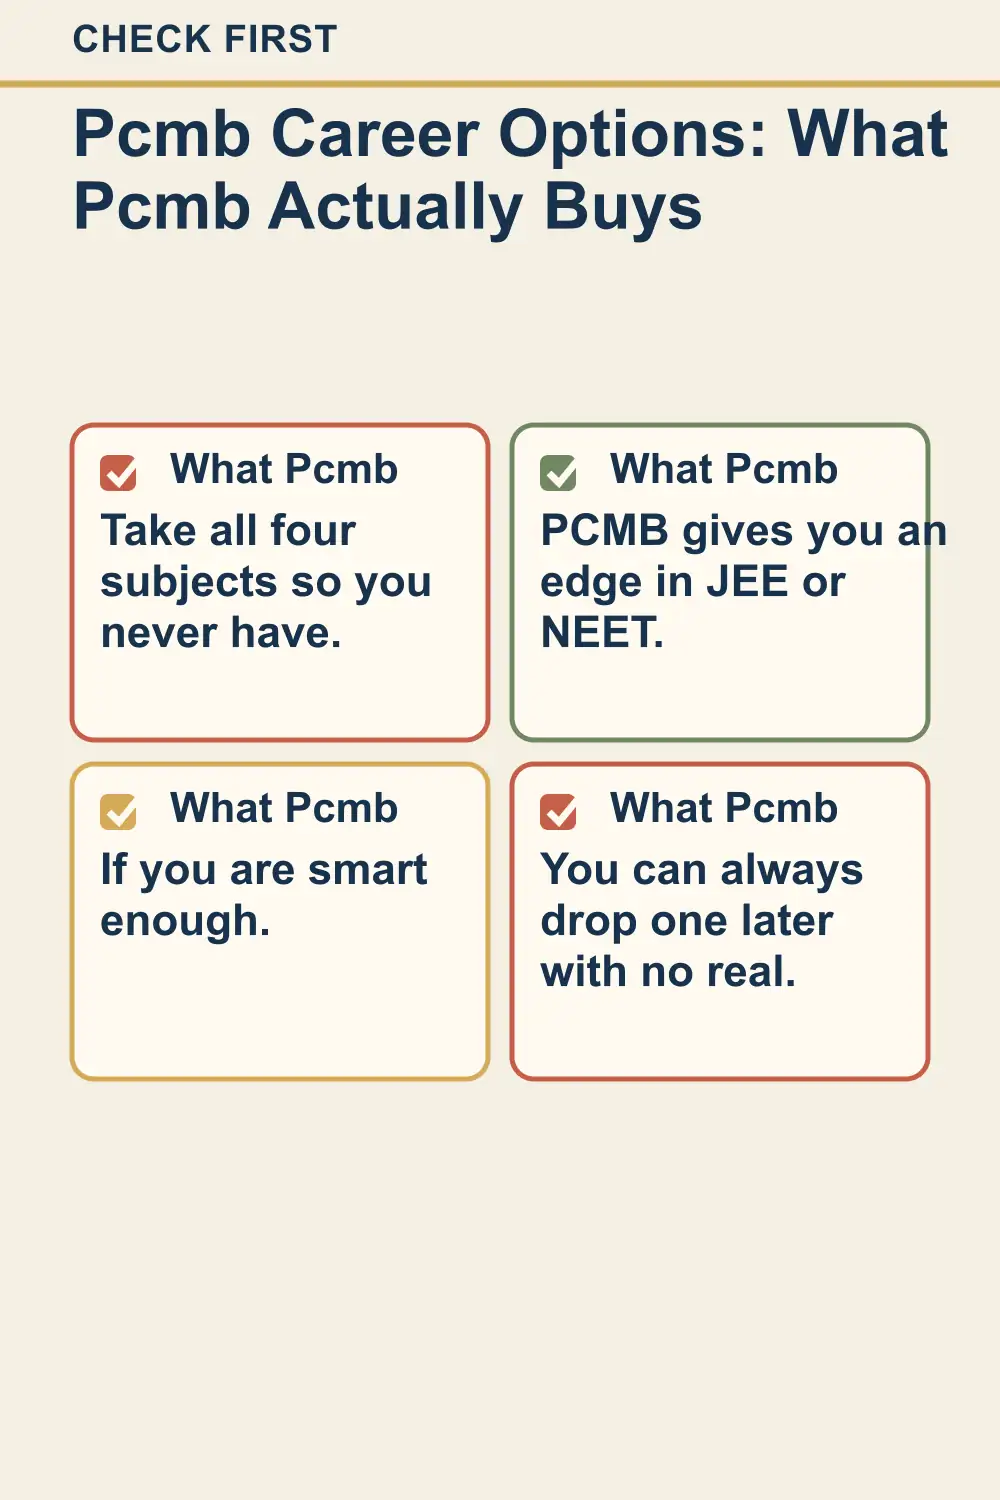 CHECK FIRST
Pcmb Career Options: What
Pcmb Actually Buys
What Pcmb
Take all four
subjects so you
never have.
What Pcmb
PCMB gives you an
edge in JEE or
NEET.
What Pcmb
If you are smart
enough.
What Pcmb
You can always
drop one later
with no real.